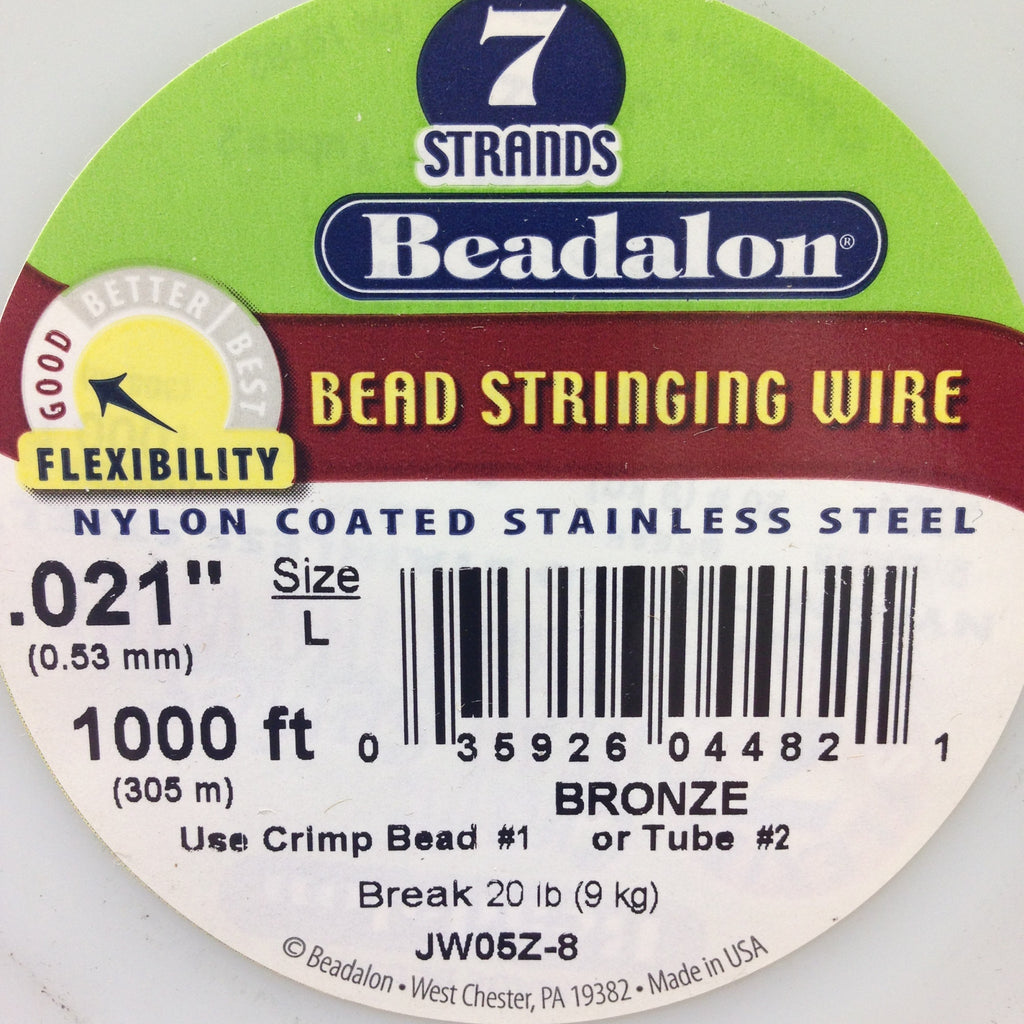 7
STRANDS
Beadalon®
GOOD BETTER BEST
FLEXIBILITY
BEAD STRINGING WIRE
NYLON COATED STAINLESS STEEL
.021"
(0.53 mm)
Size
L
1000 ft
(305 m)
0 35926 04482 1
BRONZE
Use Crimp Bead #1 or Tube #2
Break 20 lb (9 kg)
JW05Z-8
© Beadalon • West Chester, PA 19382 • Made in USA